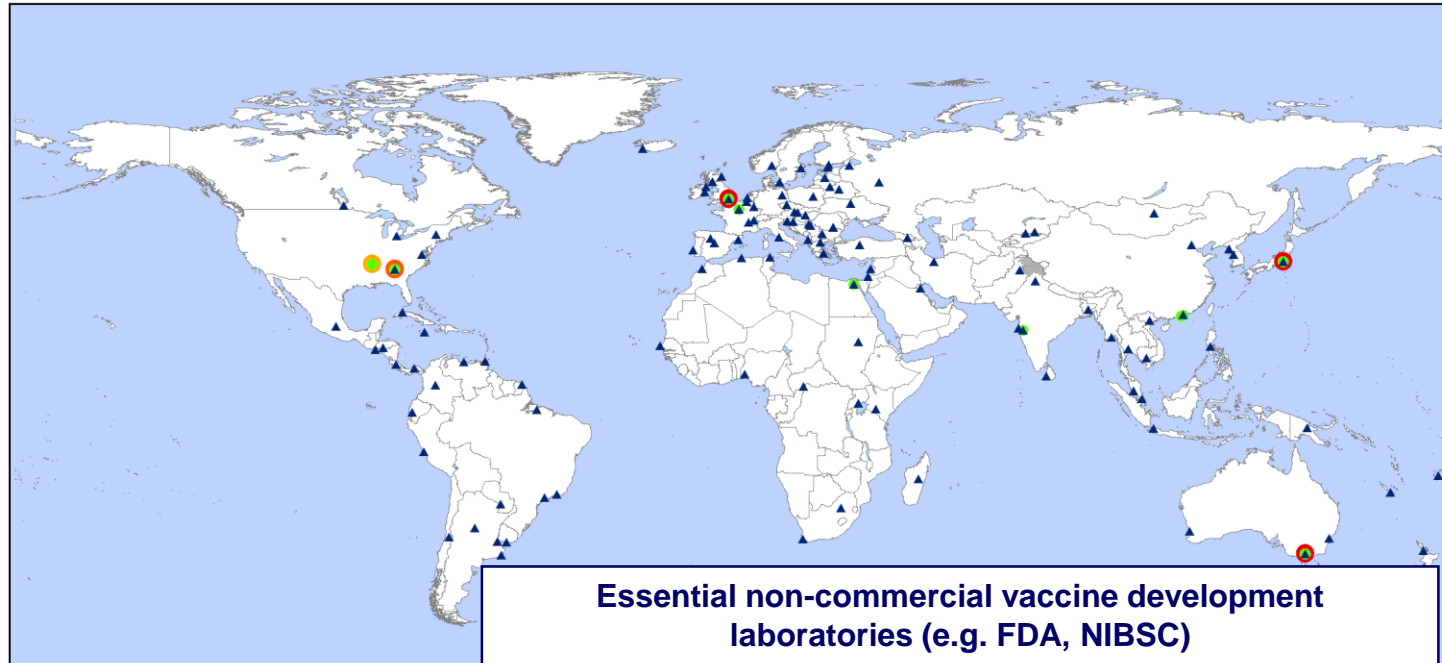 Essential non-commercial vaccine development
laboratories (e.g. FDA, NIBSC)